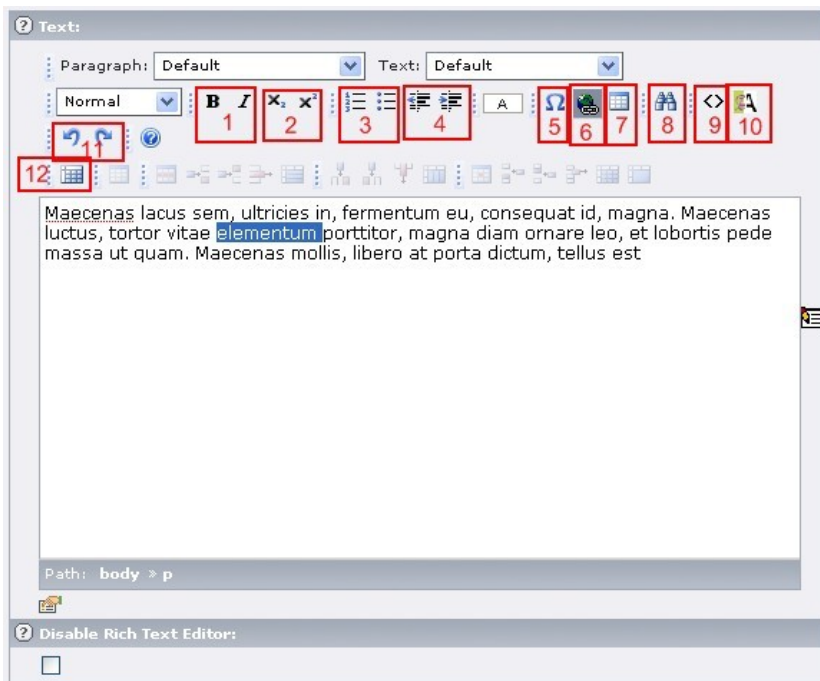 Text:
Paragraph: Default Text: Default
Normal B I X₂ X² A Ω <> A
1 2 3 4 5 6 7 8 9 10
11
12
Maecenas lacus sem, ultricies in, fermentum eu, consequat id, magna. Maecenas
luctus, tortor vitae elementum porttitor, magna diam ornare leo, et lobortis pede
massa ut quam. Maecenas mollis, libero at porta dictum, tellus est
Path: body » p
Disable Rich Text Editor: